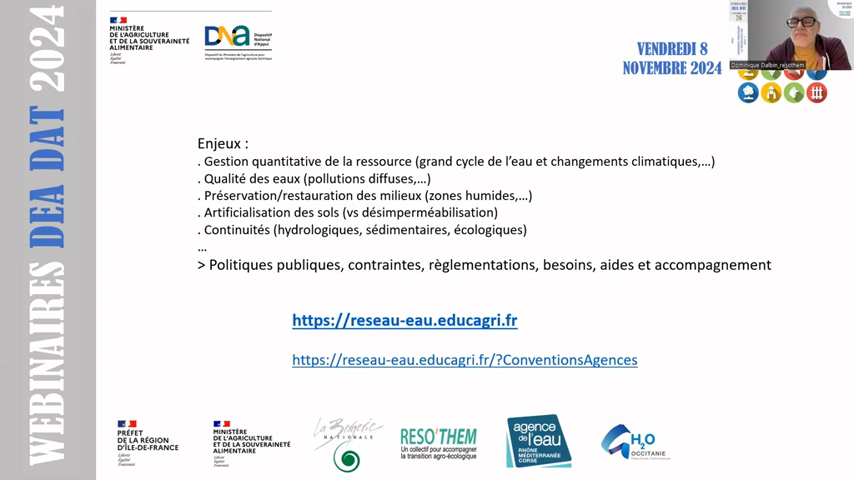 WEBINAIRES DEA DAT 2024
MINISTÈRE
DE L'AGRICULTURE
ET DE LA SOUVERAINETÉ
ALIMENTAIRE
Liberté
Égalité
Fraternité
DNA
Dispositif
National
d'Appui
VENDREDI 8
NOVEMBRE 2024
Dominique Dalbin_resothem
Enjeux :
. Gestion quantitative de la ressource (grand cycle de l'eau et changements climatiques,…)
. Qualité des eaux (pollutions diffuses,…)
. Préservation/restauration des milieux (zones humides,…)
. Artificialisation des sols (vs désimperméabilisation)
. Continuités (hydrologiques, sédimentaires, écologiques)
…
> Politiques publiques, contraintes, règlementations, besoins, aides et accompagnement
https://reseau-eau.educagri.fr
https://reseau-eau.educagri.fr/?ConventionsAgences
PRÉFET
DE LA RÉGION
D'ÎLE-DE-FRANCE
Liberté
Égalité
Fraternité
MINISTÈRE
DE L'AGRICULTURE
ET DE LA SOUVERAINETÉ
ALIMENTAIRE
Liberté
Égalité
Fraternité
La Bergerie
NATIONALE
RESO'THEM
Un collectif pour accompagner
la transition agro-écologique
agence
de l'eau
RHÔNE
MÉDITERRANÉE
CORSE
H2O
OCCITANIE